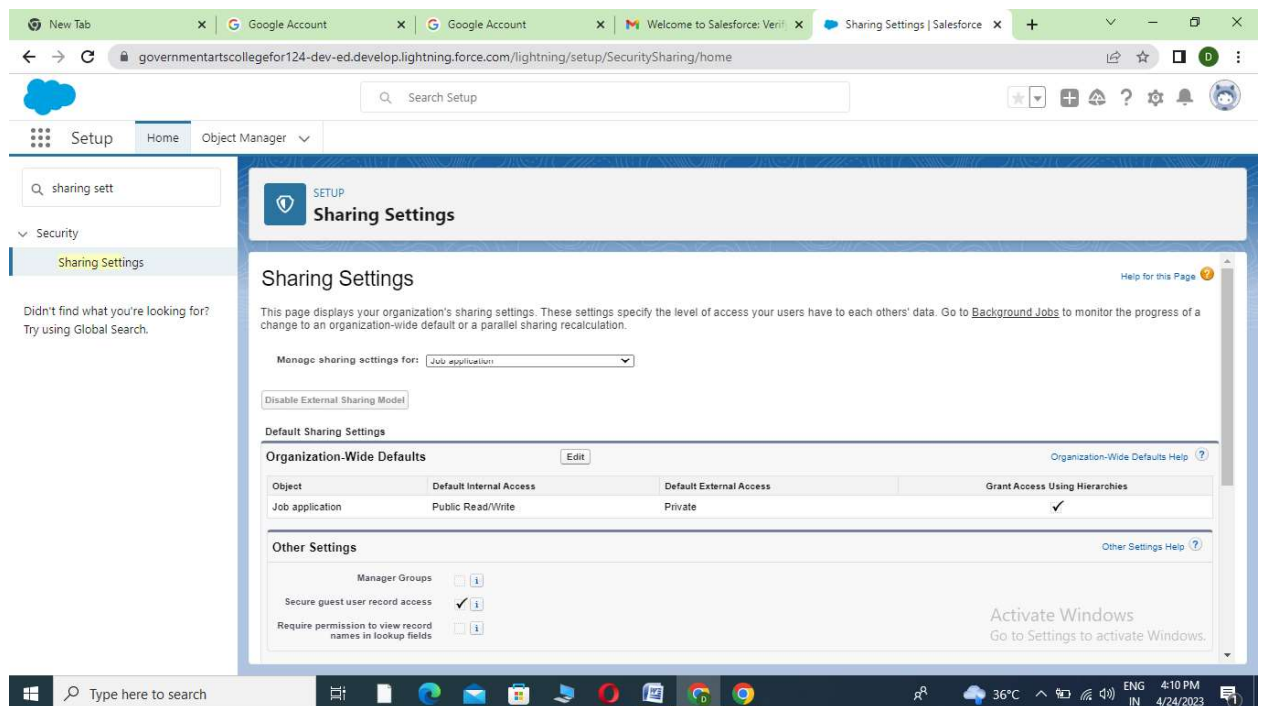 New Tab
Google Account
Google Account
Welcome to Salesforce: Verify
Sharing Settings | Salesforce
governmentartscollegefor124-dev-ed.develop.lightning.force.com/lightning/setup/SecuritySharing/home
D
Search Setup
Setup
Home
Object Manager
sharing sett
Security
Sharing Settings
Didn't find what you're looking for?
Try using Global Search.
SETUP
Sharing Settings
Sharing Settings
Help for this Page
This page displays your organization's sharing settings. These settings specify the level of access your users have to each others' data. Go to Background Jobs to monitor the progress of a
change to an organization-wide default or a parallel sharing recalculation.
Manage sharing settings for: Job application
Disable External Sharing Model
Default Sharing Settings
Organization-Wide Defaults Edit Organization-Wide Defaults Help ?
Object Default Internal Access Default External Access Grant Access Using Hierarchies
Job application Public Read/Write Private
Other Settings Other Settings Help ?
Manager Groups i
Secure guest user record access i
Require permission to view record
names in lookup fields i
Activate Windows
Go to Settings to activate Windows.
Type here to search
36°C
ENG
IN
4:10 PM
4/24/2023